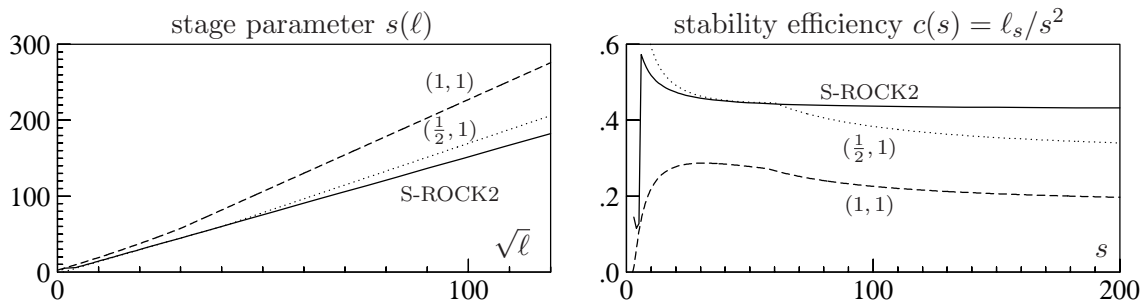 stage parameter s(ℓ)
300
200
100
0
0
100
(1, 1)
(½, 1)
S-ROCK2
√ℓ
stability efficiency c(s) = ℓₛ/s²
.6
.4
.2
.0
0
100
200
S-ROCK2
(½, 1)
(1, 1)
s